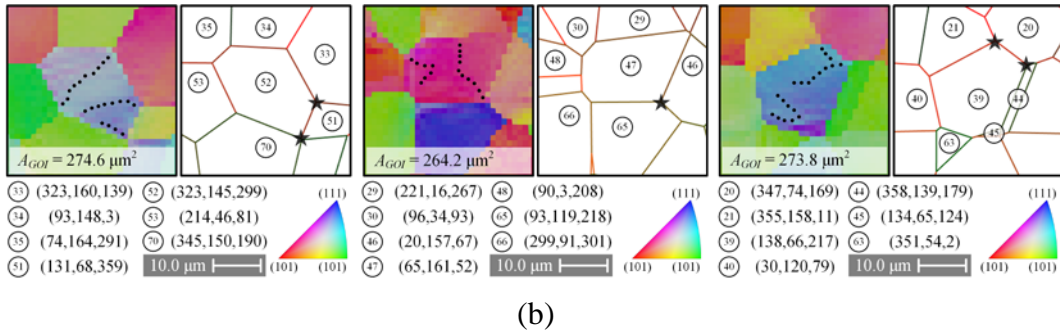 35 34 33 53 52 51 70
A_GOI = 274.6 μm²
33 (323,160,139) 52 (323,145,299)
34 (93,148,3) 53 (214,46,81)
35 (74,164,291) 70 (345,150,190)
51 (131,68,359) 10.0 μm
(111)
(101) (101)
30 29 48 47 46 66 65
A_GOI = 264.2 μm²
29 (221,16,267) 48 (90,3,208)
30 (96,34,93) 65 (93,119,218)
46 (20,157,67) 66 (299,91,301)
47 (65,161,52) 10.0 μm
(111)
(101) (101)
21 20 40 39 44 45 63
A_GOI = 273.8 μm²
20 (347,74,169) 44 (358,139,179)
21 (355,158,11) 45 (134,65,124)
39 (138,66,217) 63 (351,54,2)
40 (30,120,79) 10.0 μm
(111)
(101) (101)
(b)